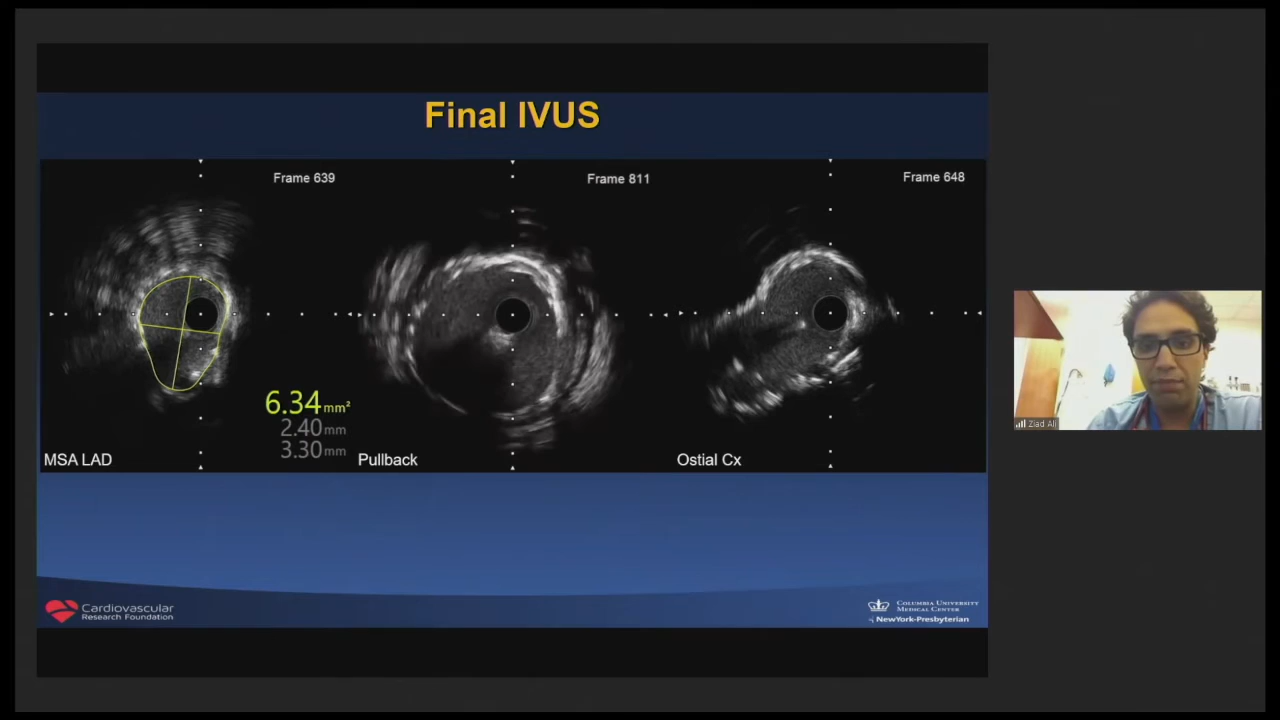 Final IVUS
Frame 639
Frame 811
Frame 648
6.34 mm²
2.40 mm
3.30 mm
MSA LAD
Pullback
Ostial Cx
Ziad Ali
Cardiovascular
Research Foundation
COLUMBIA UNIVERSITY
MEDICAL CENTER
NewYork-Presbyterian